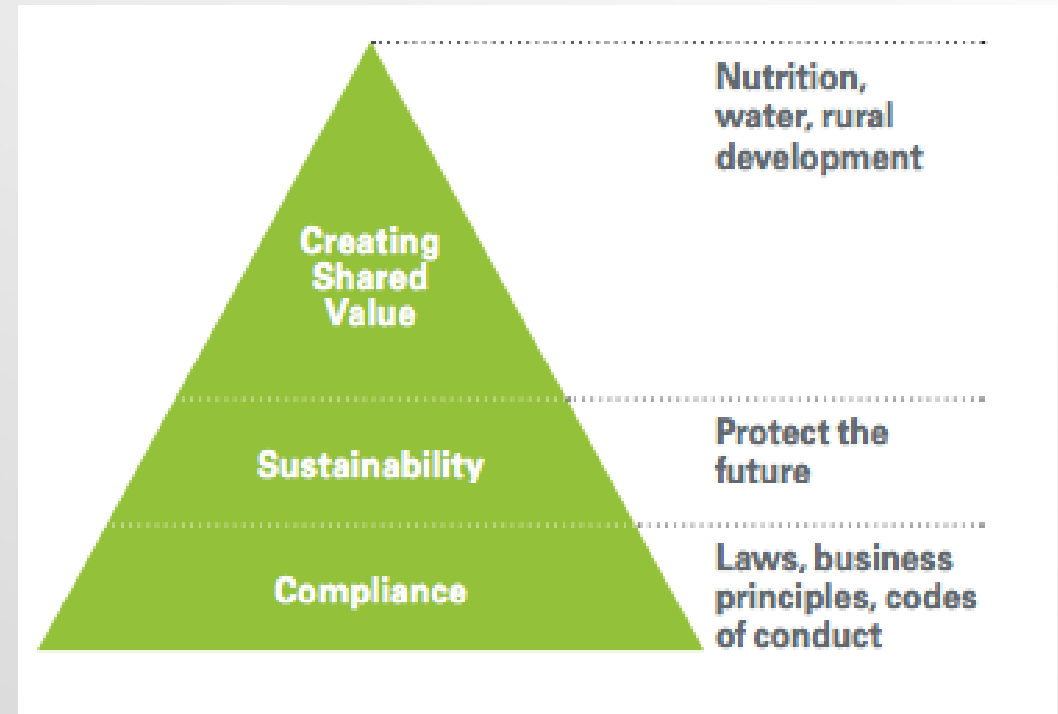 Nutrition,
water, rural
development
Creating
Shared
Value
Protect the
future
Sustainability
Laws, business
principles, codes
of conduct
Compliance